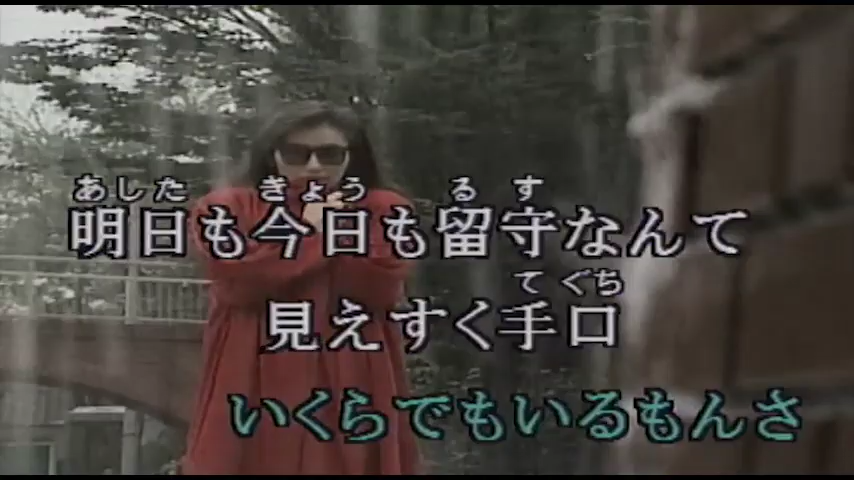 あした きょう るす
明日も今日も留守なんて
てぐち
見えすく手口
いくらでもいるもんさ